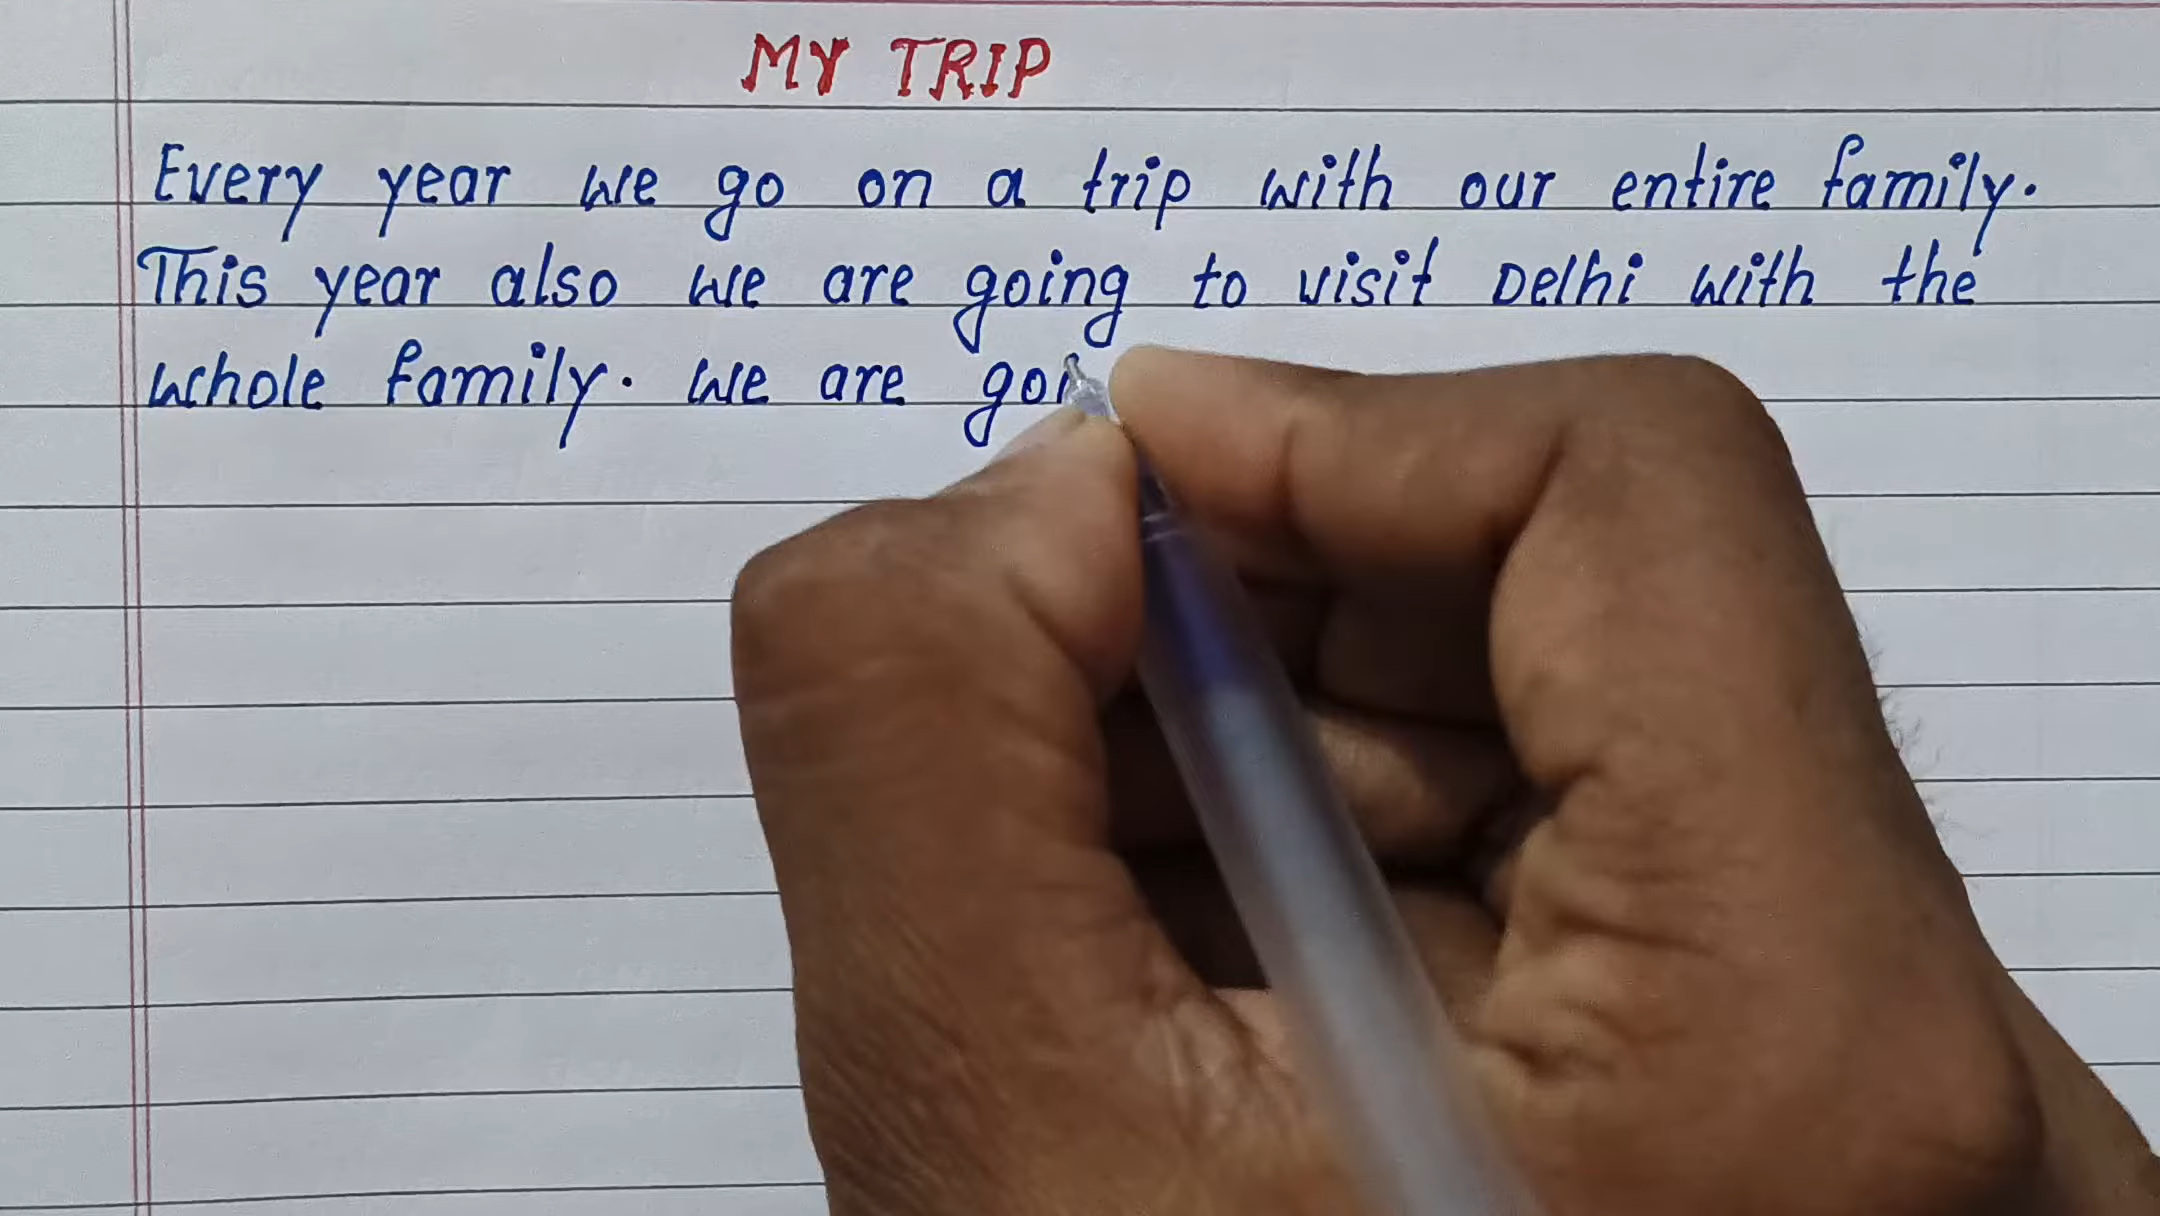 MY TRIP
Every year we go on a trip with our entire family.
This year also we are going to visit Delhi with the
whole family. We are goi